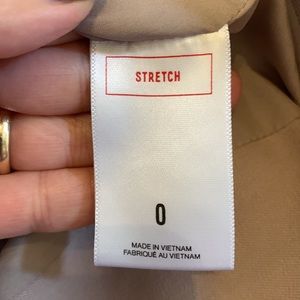 STRETCH
0
MADE IN VIETNAM
FABRIQUÉ AU VIETNAM